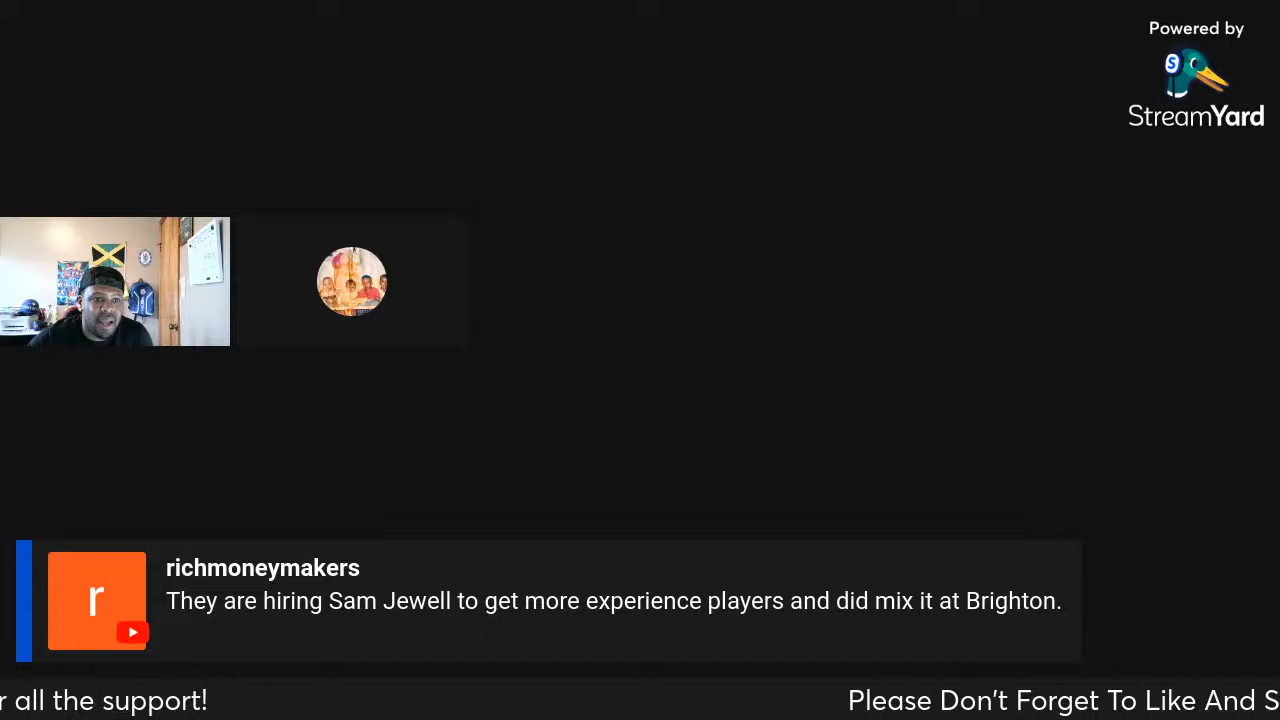 Powered by
S
StreamYard
r
richmoneymakers
They are hiring Sam Jewell to get more experience players and did mix it at Brighton.
r all the support!
Please Don't Forget To Like And S